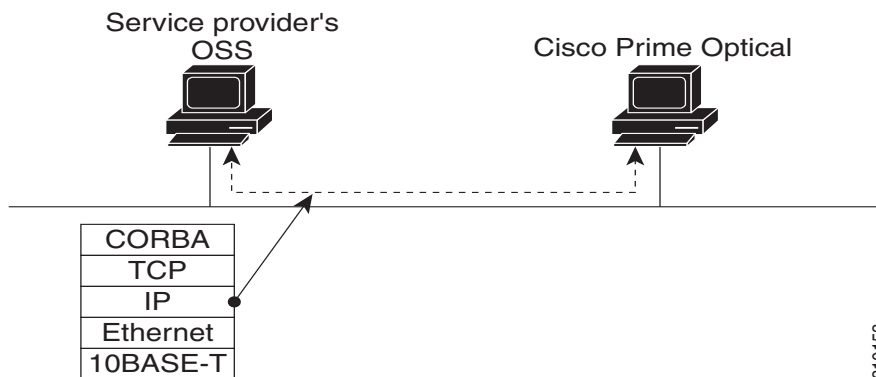 Service provider's
OSS
Cisco Prime Optical
CORBA
TCP
IP
Ethernet
10BASE-T